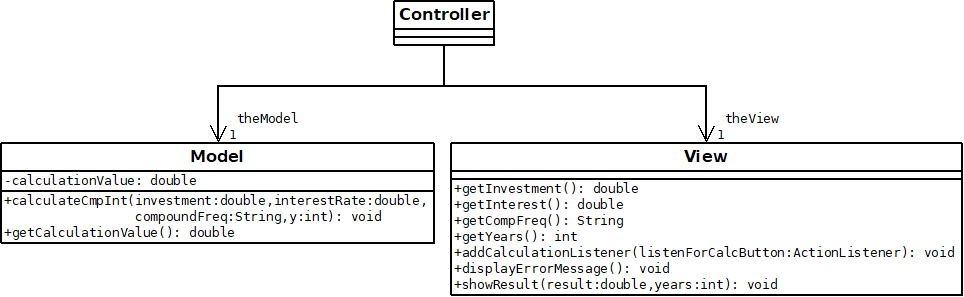 Controller
theModel
1
theView
1
Model
-calculationValue: double
+calculateCmpInt(investment:double,interestRate:double,
compoundFreq:String,y:int): void
+getCalculationValue(): double
View
+getInvestment(): double
+getInterest(): double
+getCompFreq(): String
+getYears(): int
+addCalculationListener(listenForCalcButton:ActionListener): void
+displayErrorMessage(): void
+showResult(result:double,years:int): void